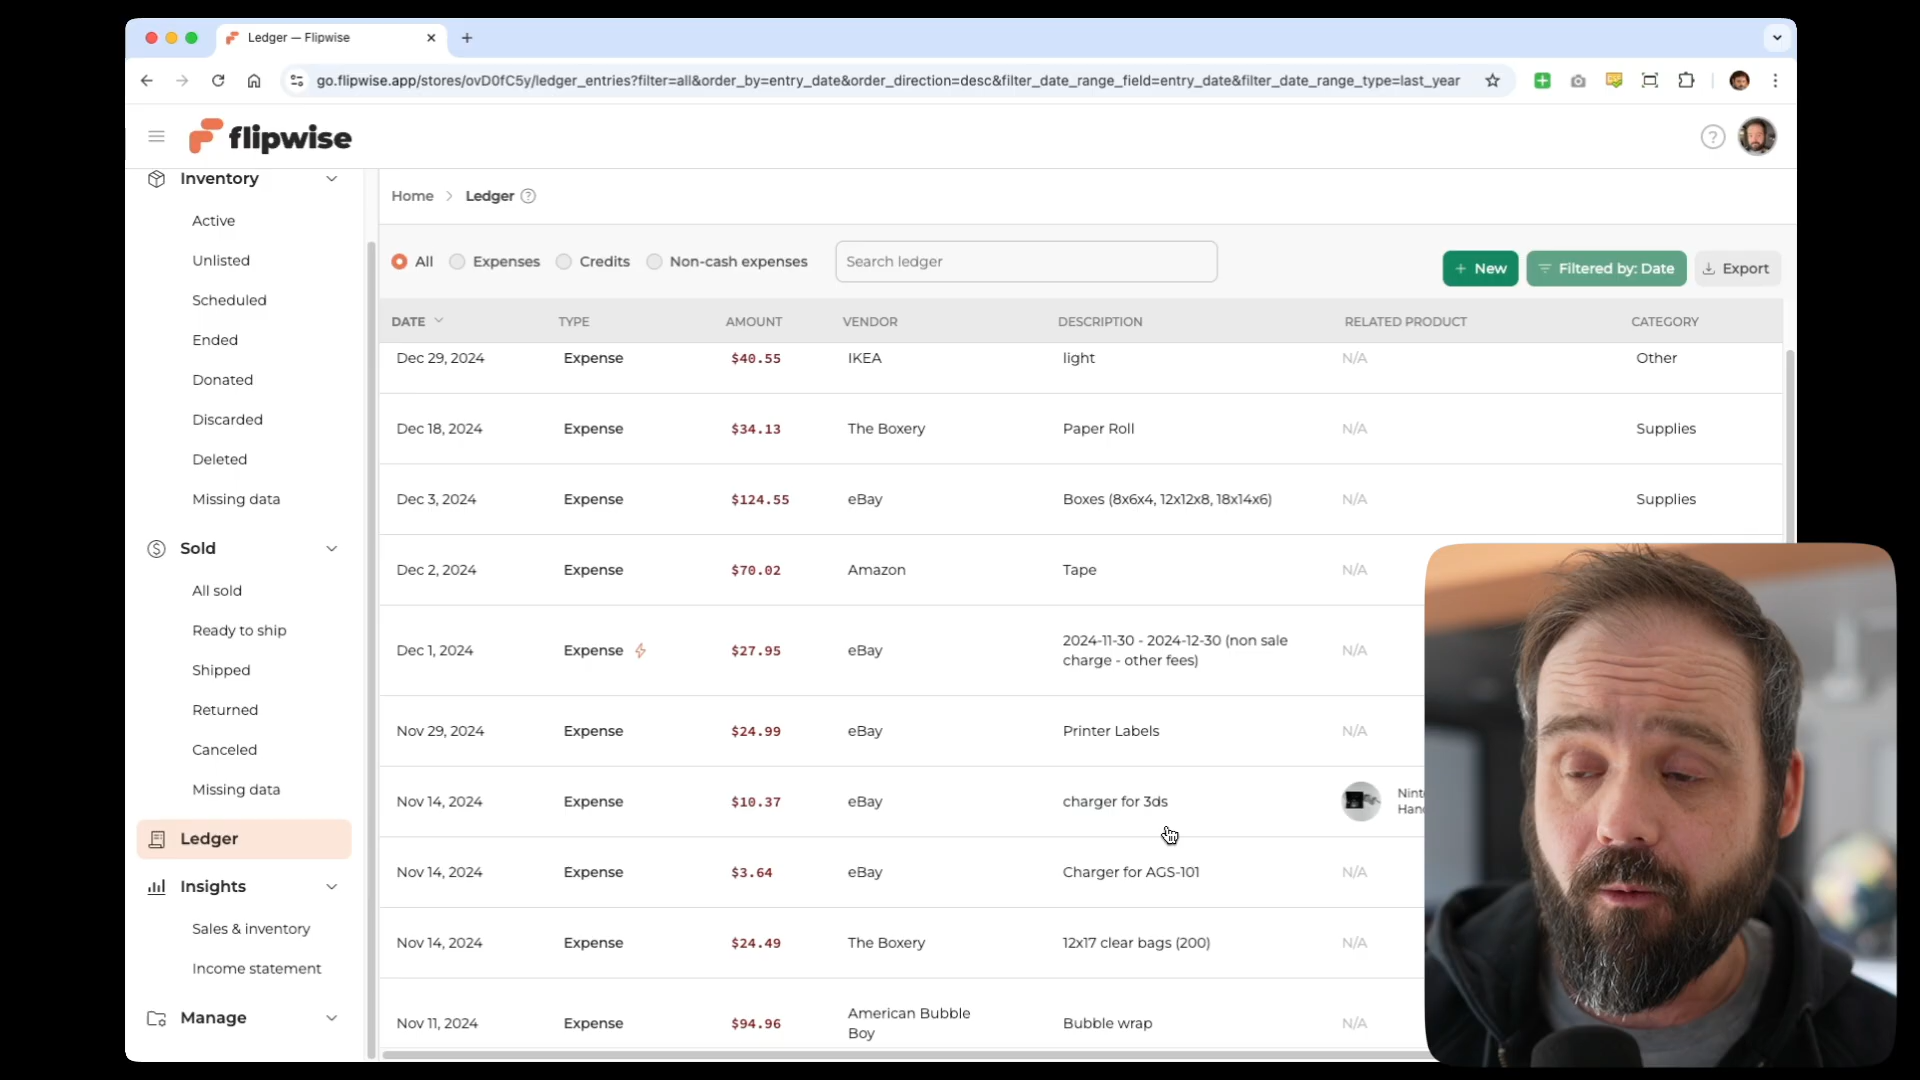 Ledger — Flipwise
go.flipwise.app/stores/ovD0fC5y/ledger_entries?filter=all&order_by=entry_date&order_direction=desc&filter_date_range_field=entry_date&filter_date_range_type=last_year
flipwise
Inventory
Active
Unlisted
Scheduled
Ended
Donated
Discarded
Deleted
Missing data
Sold
All sold
Ready to ship
Shipped
Returned
Canceled
Missing data
Ledger
Insights
Sales & inventory
Income statement
Manage
Home > Ledger ?
All Expenses Credits Non-cash expenses Search ledger + New Filtered by: Date Export
DATE TYPE AMOUNT VENDOR DESCRIPTION RELATED PRODUCT CATEGORY
Dec 29, 2024 Expense $40.55 IKEA light N/A Other
Dec 18, 2024 Expense $34.13 The Boxery Paper Roll N/A Supplies
Dec 3, 2024 Expense $124.55 eBay Boxes (8x6x4, 12x12x8, 18x14x6) N/A Supplies
Dec 2, 2024 Expense $70.02 Amazon Tape N/A
Dec 1, 2024 Expense $27.95 eBay 2024-11-30 - 2024-12-30 (non sale
charge - other fees) N/A
Nov 29, 2024 Expense $24.99 eBay Printer Labels N/A
Nov 14, 2024 Expense $10.37 eBay charger for 3ds
Nov 14, 2024 Expense $3.64 eBay Charger for AGS-101 N/A
Nov 14, 2024 Expense $24.49 The Boxery 12x17 clear bags (200) N/A
Nov 11, 2024 Expense $94.96 American Bubble
Boy Bubble wrap N/A